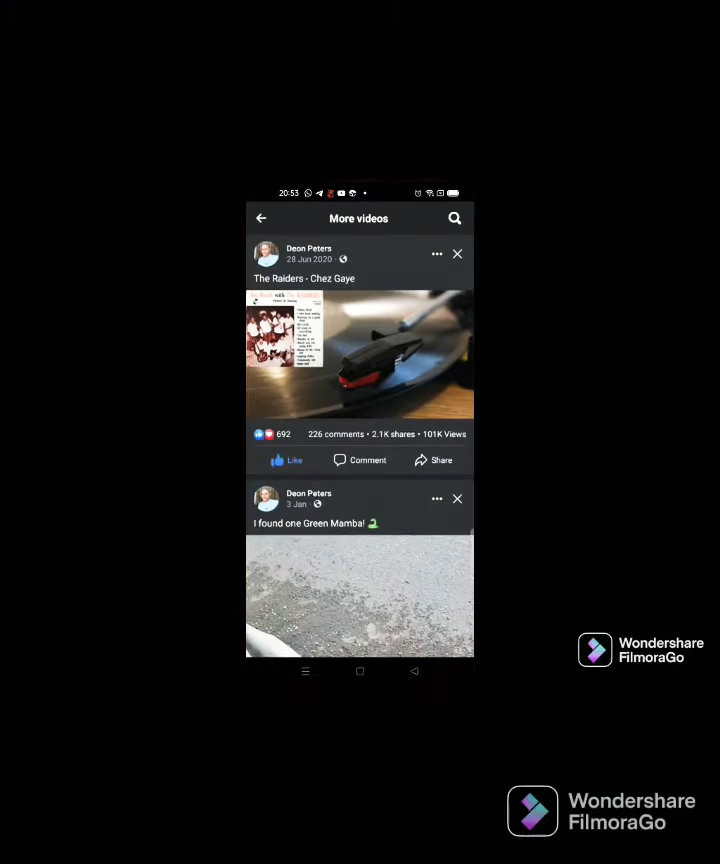 20:53
More videos
Deon Peters
28 Jun 2020 ·
The Raiders - Chez Gaye
692 226 comments • 2.1K shares • 101K Views
Like Comment Share
Deon Peters
3 Jan ·
I found one Green Mamba!
Wondershare
FilmoraGo
Wondershare
FilmoraGo